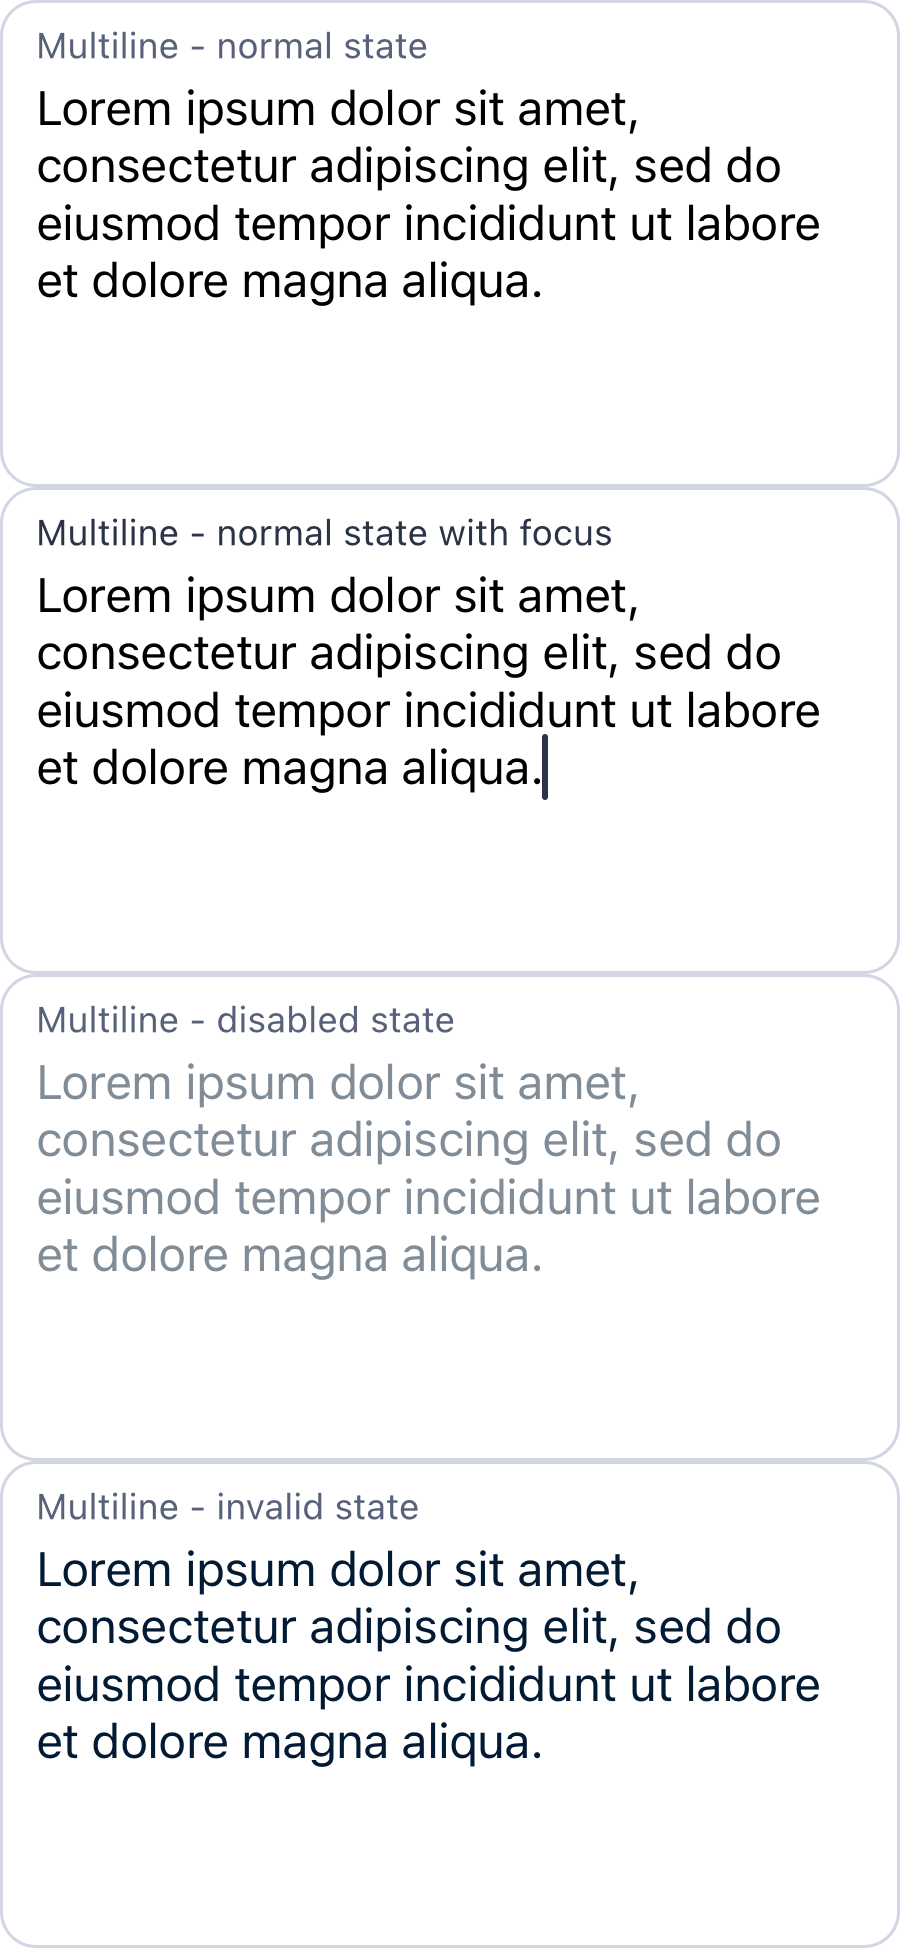 Multiline - normal state
Lorem ipsum dolor sit amet,
consectetur adipiscing elit, sed do
eiusmod tempor incididunt ut labore
et dolore magna aliqua.
Multiline - normal state with focus
Lorem ipsum dolor sit amet,
consectetur adipiscing elit, sed do
eiusmod tempor incididunt ut labore
et dolore magna aliqua.
Multiline - disabled state
Lorem ipsum dolor sit amet,
consectetur adipiscing elit, sed do
eiusmod tempor incididunt ut labore
et dolore magna aliqua.
Multiline - invalid state
Lorem ipsum dolor sit amet,
consectetur adipiscing elit, sed do
eiusmod tempor incididunt ut labore
et dolore magna aliqua.